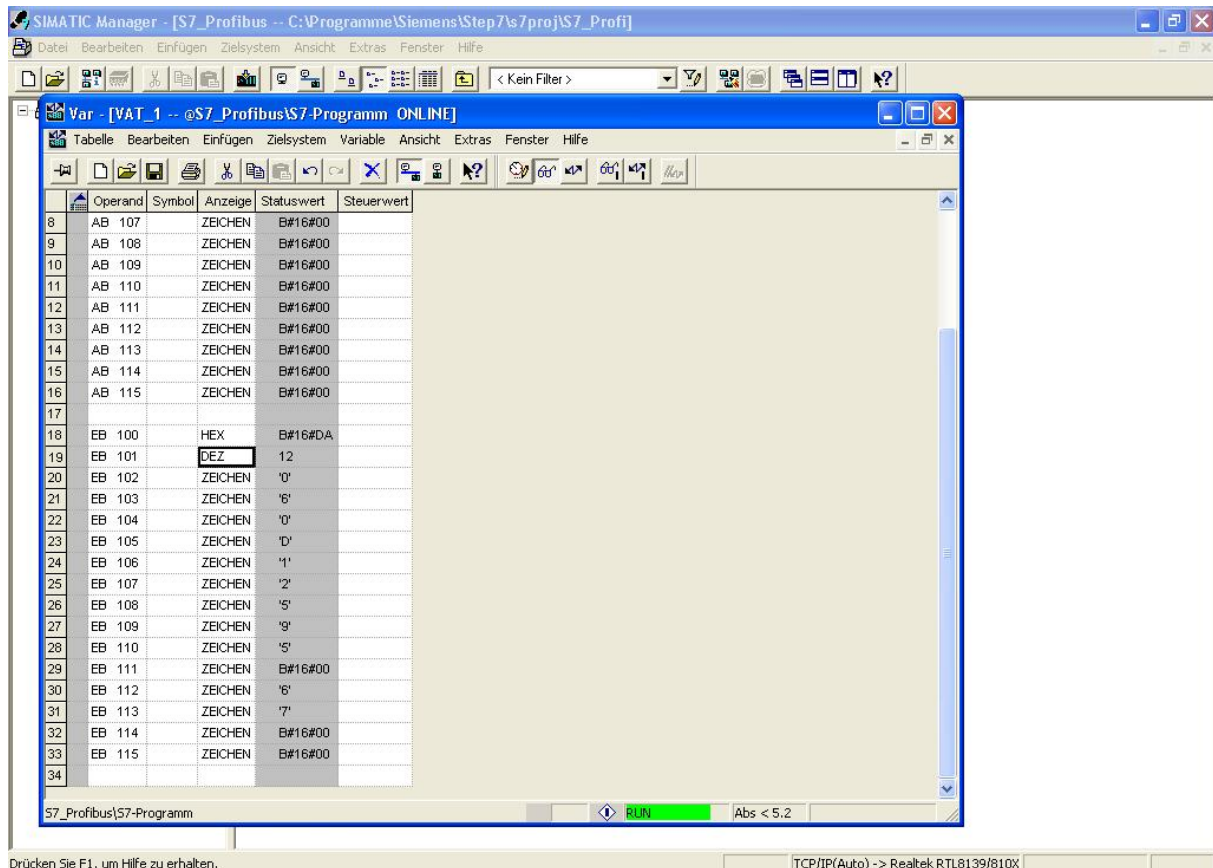 SIMATIC Manager - [S7_Profibus -- C:\Programme\Siemens\Step7\s7proj\S7_Profi]
Datei Bearbeiten Einfügen Zielsystem Ansicht Extras Fenster Hilfe
< Kein Filter >
Var - [VAT_1 -- @S7_Profibus\S7-Programm ONLINE]
Tabelle Bearbeiten Einfügen Zielsystem Variable Ansicht Extras Fenster Hilfe
Operand Symbol Anzeige Statuswert Steuerwert
8 AB 107 ZEICHEN B#16#00
9 AB 108 ZEICHEN B#16#00
10 AB 109 ZEICHEN B#16#00
11 AB 110 ZEICHEN B#16#00
12 AB 111 ZEICHEN B#16#00
13 AB 112 ZEICHEN B#16#00
14 AB 113 ZEICHEN B#16#00
15 AB 114 ZEICHEN B#16#00
16 AB 115 ZEICHEN B#16#00
17
18 EB 100 HEX B#16#DA
19 EB 101 DEZ 12
20 EB 102 ZEICHEN '0'
21 EB 103 ZEICHEN '6'
22 EB 104 ZEICHEN '0'
23 EB 105 ZEICHEN 'D'
24 EB 106 ZEICHEN '1'
25 EB 107 ZEICHEN '2'
26 EB 108 ZEICHEN '5'
27 EB 109 ZEICHEN '9'
28 EB 110 ZEICHEN '5'
29 EB 111 ZEICHEN B#16#00
30 EB 112 ZEICHEN '6'
31 EB 113 ZEICHEN '7'
32 EB 114 ZEICHEN B#16#00
33 EB 115 ZEICHEN B#16#00
34
S7_Profibus\S7-Programm RUN Abs < 5.2
Drücken Sie F1, um Hilfe zu erhalten. TCP/IP(Auto) -> Realtek RTL8139/810X